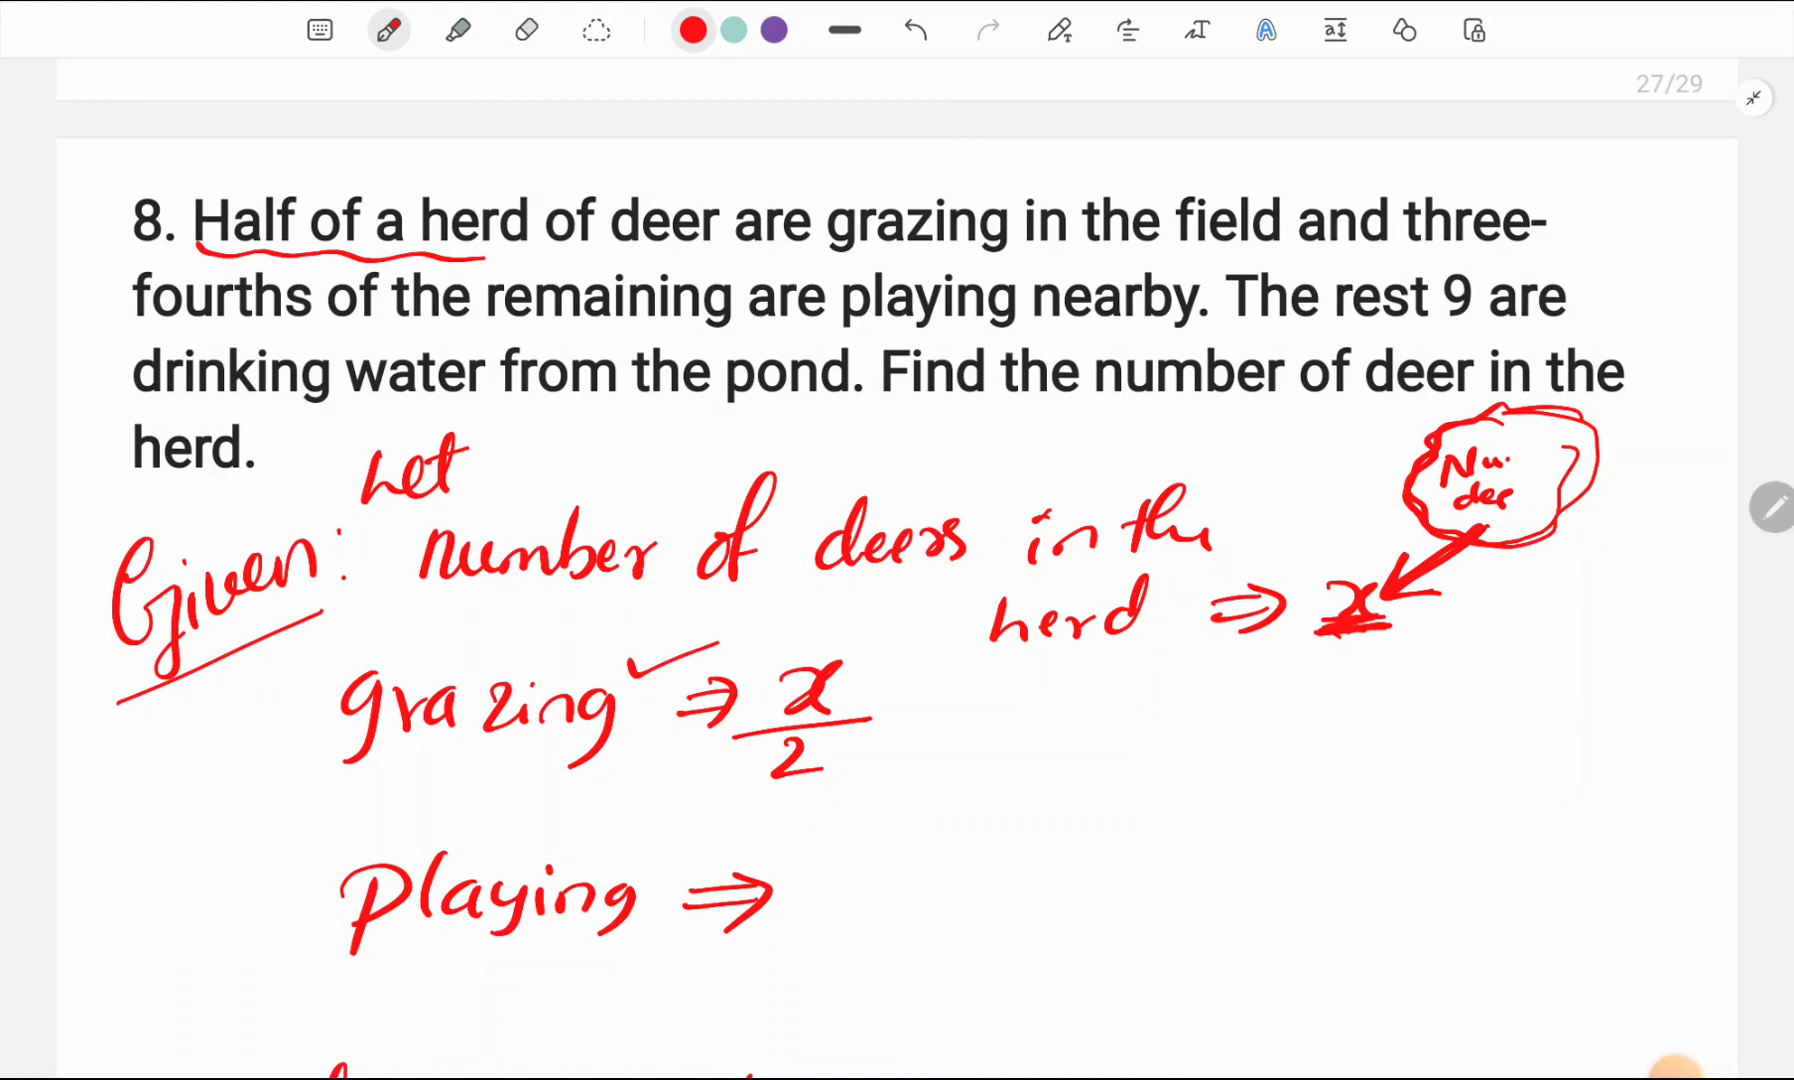 27/29
8. Half of a herd of deer are grazing in the field and three-
fourths of the remaining are playing nearby. The rest 9 are
drinking water from the pond. Find the number of deer in the
herd.
Let
Nu.
der
Given: number of deers in the
herd ⇒ x
grazing ✓ ⇒ x/2
Playing ⇒